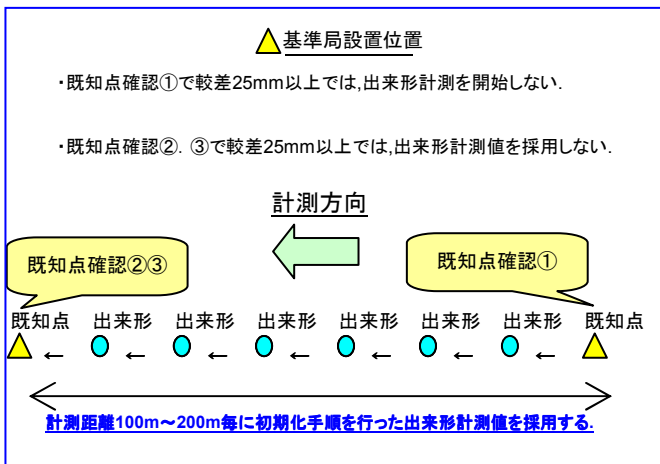 基準局設置位置
・既知点確認①で較差25mm以上では,出来形計測を開始しない.
・既知点確認②．③で較差25mm以上では,出来形計測値を採用しない.
計測方向
既知点確認②③
既知点確認①
既知点 出来形 出来形 出来形 出来形 出来形 出来形 既知点
← ← ← ← ← ← ←
計測距離100m～200m毎に初期化手順を行った出来形計測値を採用する.